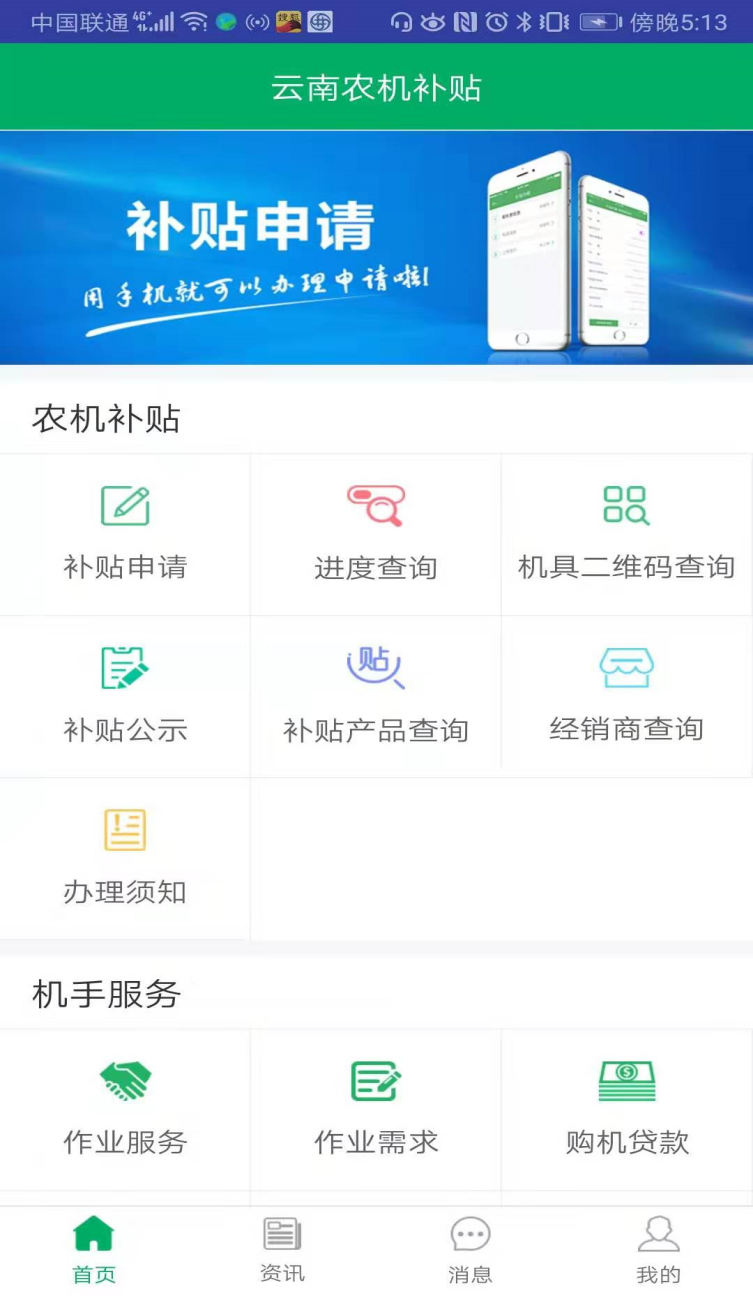 中国联通 4G+ 傍晚5:13
云南农机补贴
补贴申请
用手机就可以办理申请啦!
农机补贴
补贴申请 进度查询 机具二维码查询
贴
补贴公示 补贴产品查询 经销商查询
办理须知
机手服务
作业服务 作业需求 购机贷款
首页 资讯 消息 我的